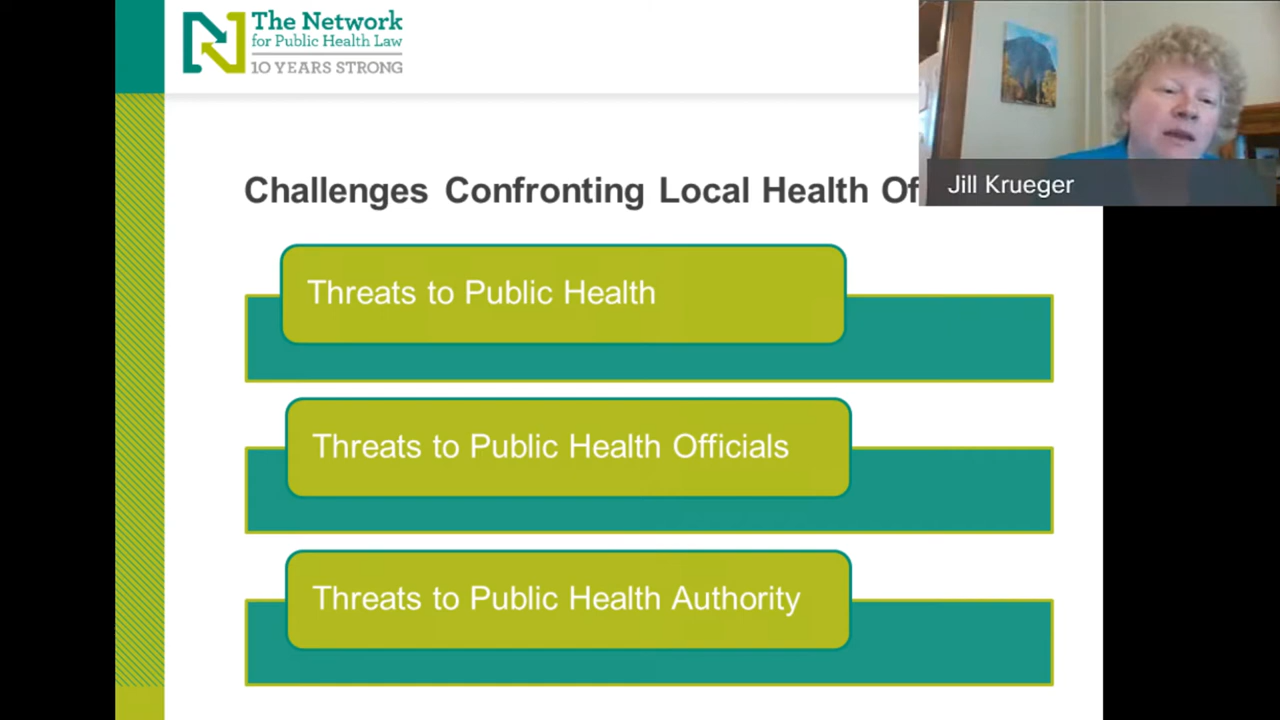 The Network
for Public Health Law
10 YEARS STRONG
Jill Krueger
Challenges Confronting Local Health Of
Threats to Public Health
Threats to Public Health Officials
Threats to Public Health Authority